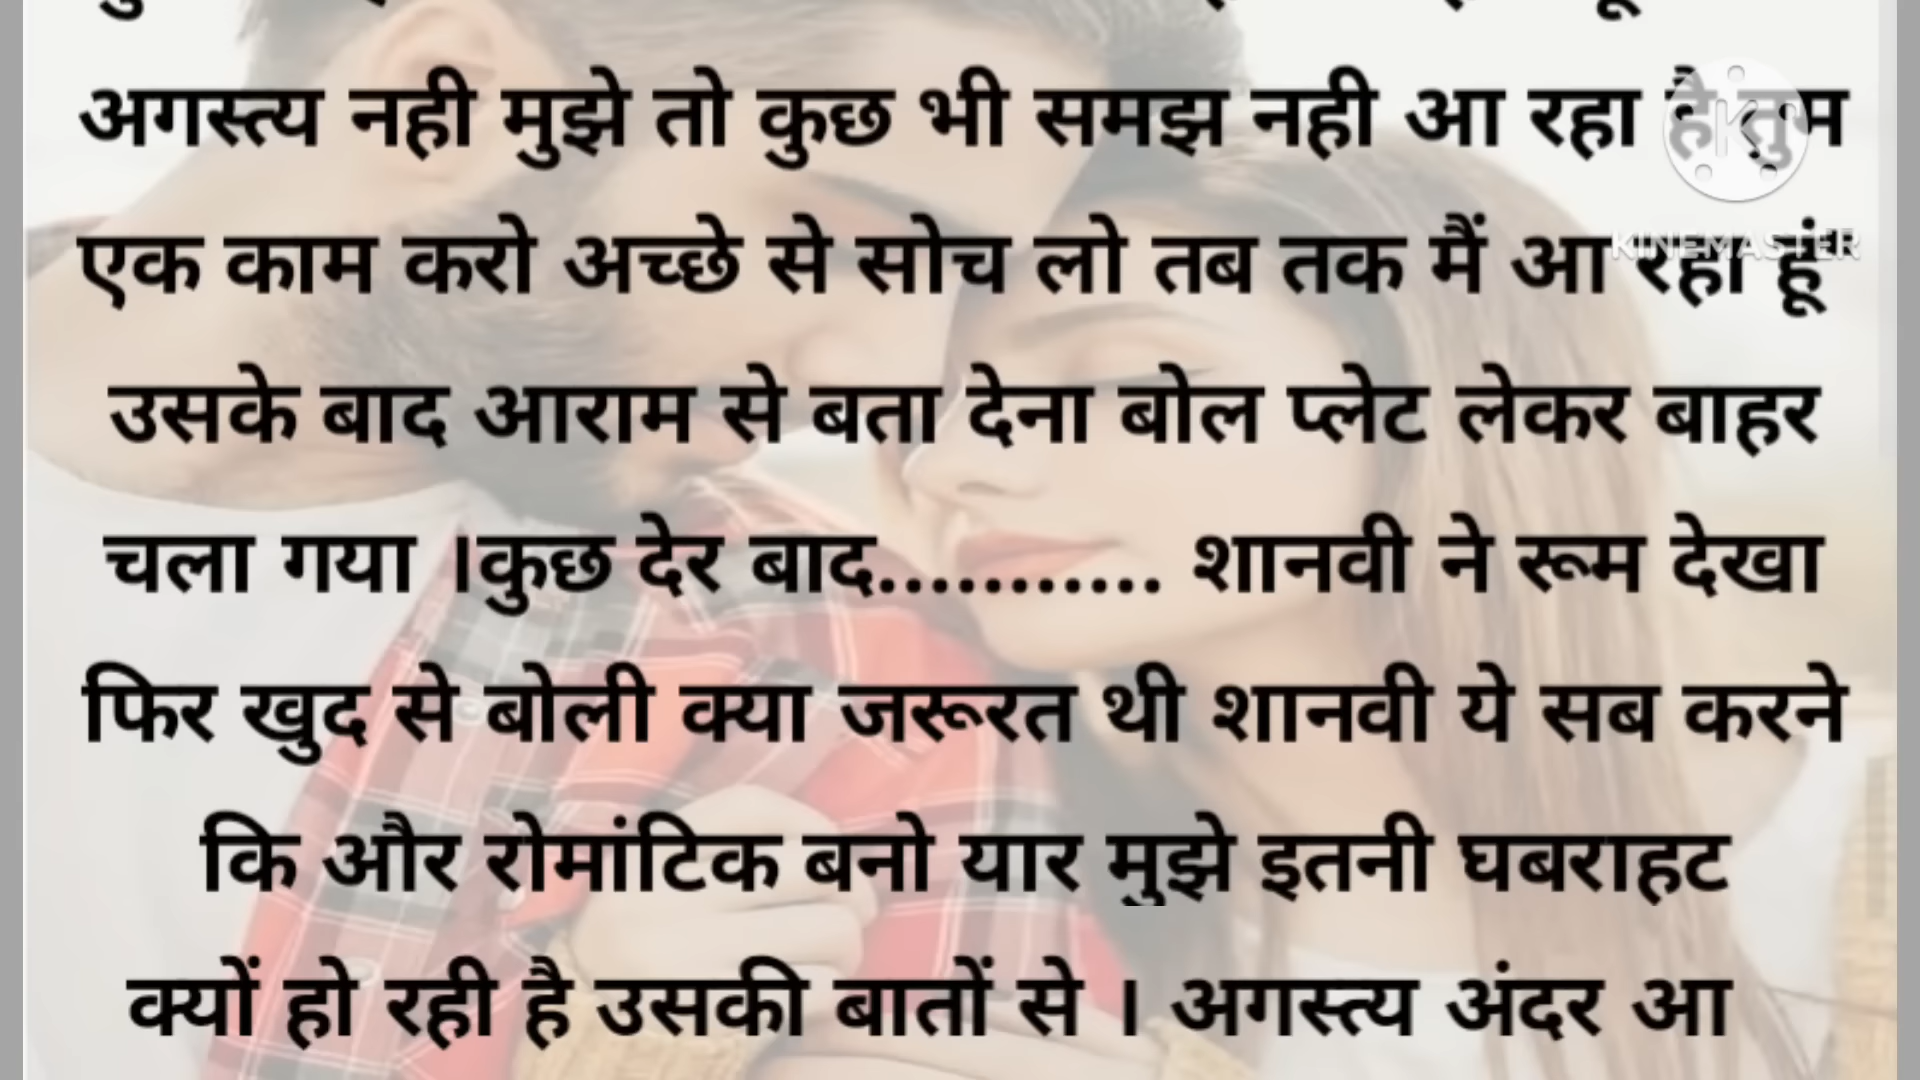 अगस्त्य नही मुझे तो कुछ भी समझ नही आ रहा है तुम
एक काम करो अच्छे से सोच लो तब तक मैं आ रहा हूं
उसके बाद आराम से बता देना बोल प्लेट लेकर बाहर
चला गया ।कुछ देर बाद........... शानवी ने रूम देखा
फिर खुद से बोली क्या जरूरत थी शानवी ये सब करने
कि और रोमांटिक बनो यार मुझे इतनी घबराहट
क्यों हो रही है उसकी बातों से । अगस्त्य अंदर आ
K
KINEMASTER